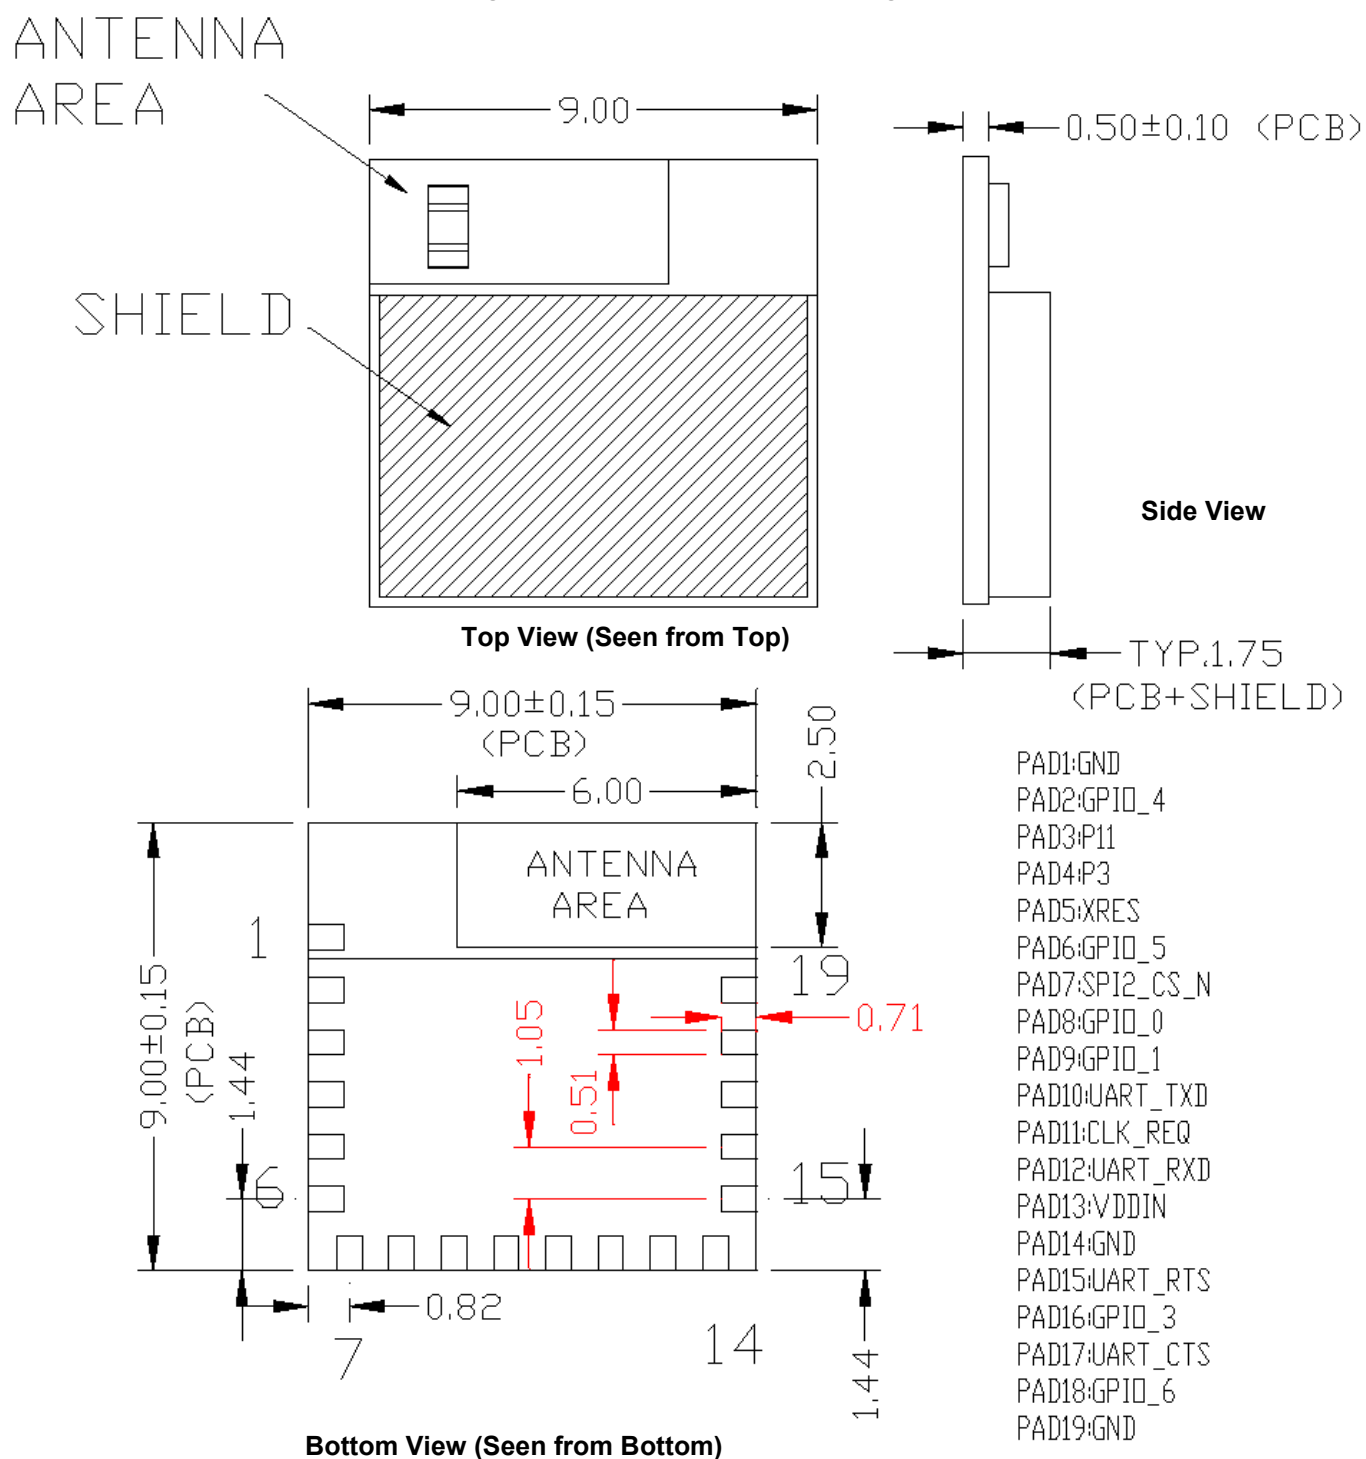 ANTENNA
AREA
9.00
0.50±0.10 (PCB)
SHIELD
Side View
Top View (Seen from Top)
TYP.1.75
(PCB+SHIELD)
9.00±0.15
(PCB)
2.50
6.00
ANTENNA
AREA
1
19
9.00±0.15
(PCB)
1.44
1.05
0.51
0.71
6
15
0.82
7
14
1.44
PAD1:GND
PAD2:GPIO_4
PAD3:P11
PAD4:P3
PAD5:XRES
PAD6:GPIO_5
PAD7:SPI2_CS_N
PAD8:GPIO_0
PAD9:GPIO_1
PAD10:UART_TXD
PAD11:CLK_REQ
PAD12:UART_RXD
PAD13:VDDIN
PAD14:GND
PAD15:UART_RTS
PAD16:GPIO_3
PAD17:UART_CTS
PAD18:GPIO_6
PAD19:GND
Bottom View (Seen from Bottom)